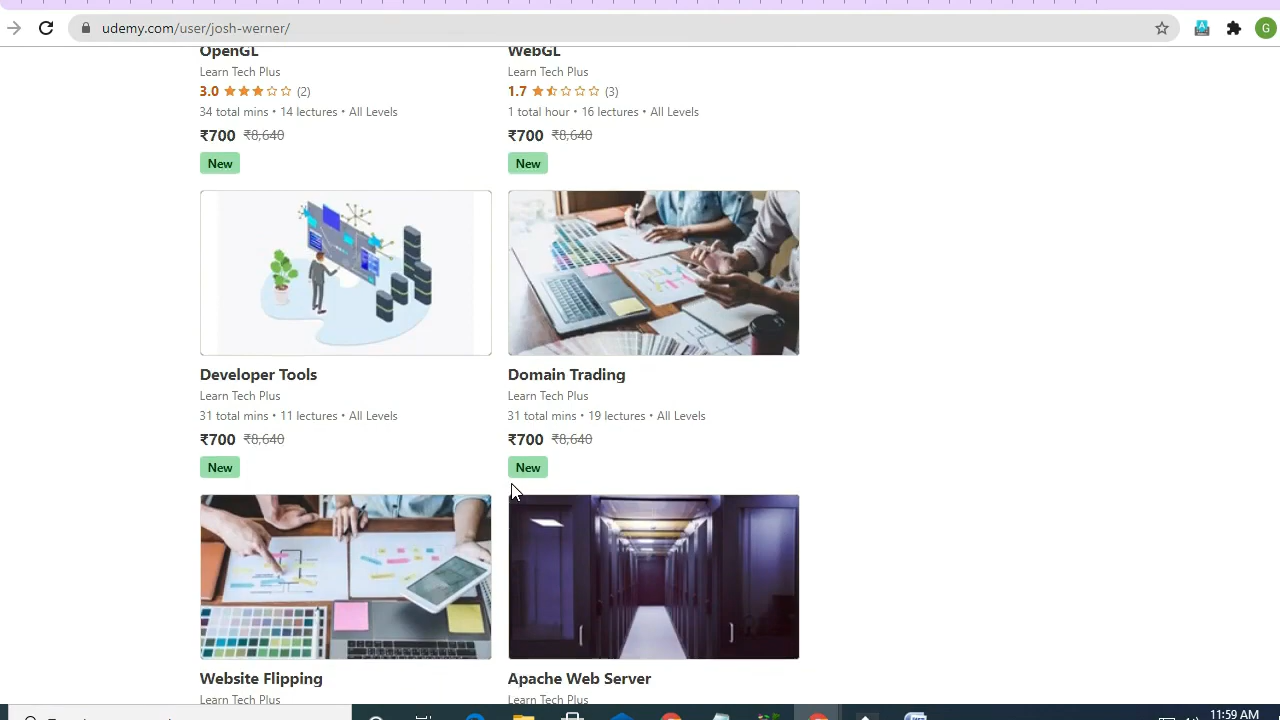 udemy.com/user/josh-werner/
G
OpenGL
Learn Tech Plus
3.0 (2)
34 total mins • 14 lectures • All Levels
₹700 ₹8,640
New
WebGL
Learn Tech Plus
1.7 (3)
1 total hour • 16 lectures • All Levels
₹700 ₹8,640
New
Developer Tools
Learn Tech Plus
31 total mins • 11 lectures • All Levels
₹700 ₹8,640
New
Domain Trading
Learn Tech Plus
31 total mins • 19 lectures • All Levels
₹700 ₹8,640
New
Website Flipping
Learn Tech Plus
Apache Web Server
Learn Tech Plus
11:59 AM